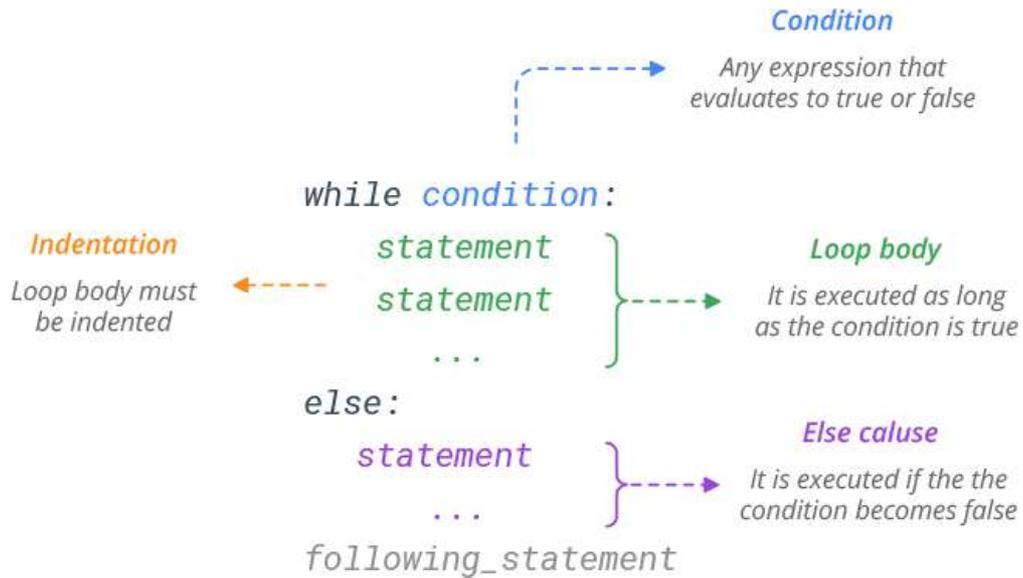 Condition
Any expression that
evaluates to true or false
while condition:
Indentation
Loop body must
be indented
statement
statement
...
Loop body
It is executed as long
as the condition is true
else:
statement
...
Else caluse
It is executed if the the
condition becomes false
following_statement